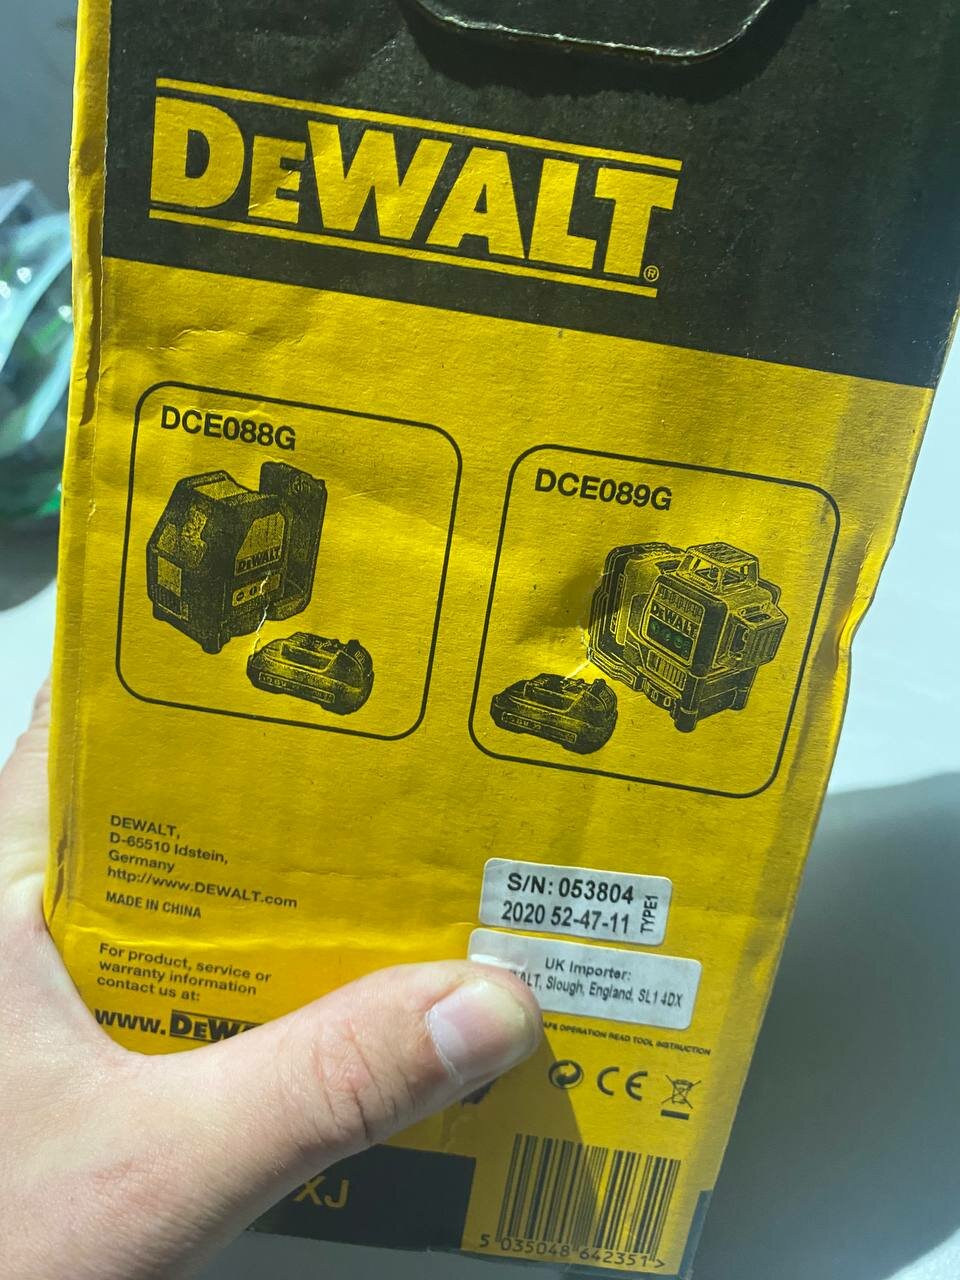 DEWALT®
DCE088G
DEWALT
DCE089G
DEWALT
DEWALT,
D-65510 Idstein,
Germany
http://www.DEWALT.com
MADE IN CHINA
S/N: 053804
2020 52-47-11
TYPE1
UK Importer:
Slough, England, SL1 4DX
For product, service or
warranty information
contact us at:
www.DEW
OPERATION READ TOOL INSTRUCTION
CE
XJ
5 035048 642351 >